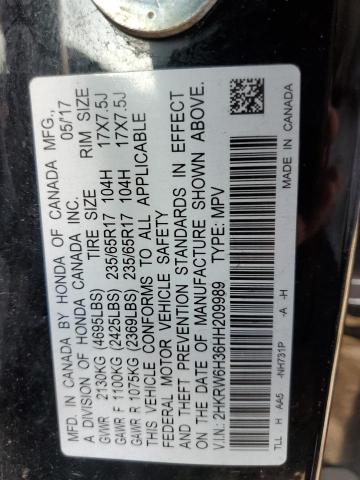 MFD. IN CANADA BY HONDA OF CANADA MFG.,
A DIVISION OF HONDA CANADA INC. 05/17
TIRE SIZE RIM SIZE
GVWR 2130KG (4695LBS)
GAWR F 1100KG (2425LBS) 235/65R17 104H 17X7.5J
GAWR R 1075KG (2369LBS) 235/65R17 104H 17X7.5J
THIS VEHICLE CONFORMS TO ALL APPLICABLE
FEDERAL MOTOR VEHICLE SAFETY
AND THEFT PREVENTION STANDARDS IN EFFECT
ON THE DATE OF MANUFACTURE SHOWN ABOVE.
V.I.N.: 2HKRW6H36HH209989 TYPE: MPV
TLL H AA5 -NH731P -A -H
MADE IN CANADA